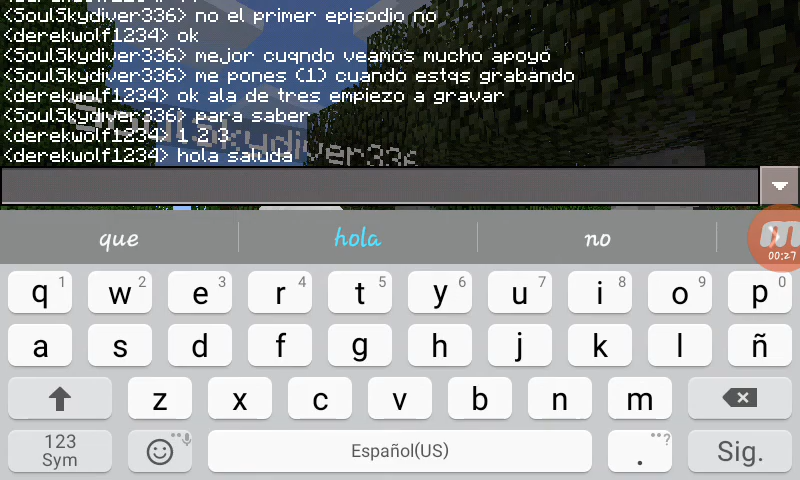 <SoulSkydiver336> no el primer episodio no
<derekwolf1234> ok
<SoulSkydiver336> mejor cuqndo veamos mucho apoyo
<SoulSkydiver336> me pones (1) cuando estqs grabando
<derekwolf1234> ok ala de tres empiezo a gravar
<SoulSkydiver336> para saber
<derekwolf1234> 1 2 3
<derekwolf1234> hola saluda
SoulSkydiver336
que hola no
00:27
q 1 w 2 e 3 r 4 t 5 y 6 u 7 i 8 o 9 p 0
a s d f g h j k l ñ
z x c v b n m
123 Sym Español(US) . ? Sig.